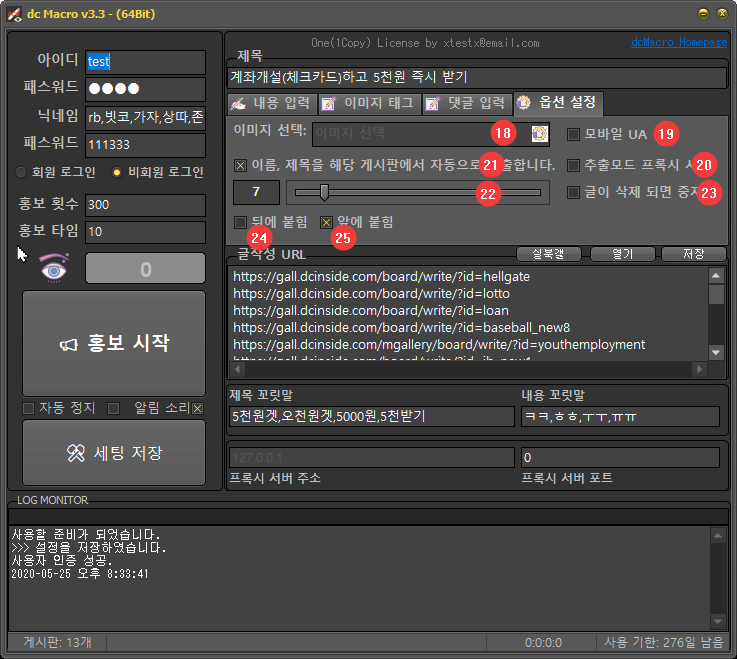 dc Macro v3.3 - (64Bit)
One(1Copy) License by xtestx@email.com
dcMacro Homepage
아이디
test
패스워드
닉네임
rb,빗코,가자,상따,존
패스워드
111333
회원 로그인
비회원 로그인
홍보 횟수
300
홍보 타임
10
0
홍보 시작
자동 정지
알림 소리
세팅 저장
제목
계좌개설(체크카드)하고 5천원 즉시 받기
내용 입력
이미지 태그
댓글 입력
옵션 설정
이미지 선택:
이미지 선택
18
모바일 UA
19
이름, 제목을 해당 게시판에서 자동으로
21
출합니다.
추출모드 프록시
20
7
22
글이 삭제 되면 중지
23
뒤에 붙힘
앞에 붙힘
24
25
글작성 URL
실북갤
열기
저장
https://gall.dcinside.com/board/write/?id=hellgate
https://gall.dcinside.com/board/write/?id=lotto
https://gall.dcinside.com/board/write/?id=loan
https://gall.dcinside.com/board/write/?id=baseball_new8
https://gall.dcinside.com/mgallery/board/write/?id=youthemployment
제목 꼬릿말
내용 꼬릿말
5천원겟,오천원겟,5000원,5천받기
ㅋㅋ,ㅎㅎ,ㅜㅜ,ㅠㅠ
127.0.0.1
0
프록시 서버 주소
프록시 서버 포트
LOG MONITOR
사용할 준비가 되었습니다.
>>> 설정을 저장하였습니다.
사용자 인증 성공.
2020-05-25 오후 8:33:41
게시판: 13개
0:0:0:0
사용 기한: 276일 남음